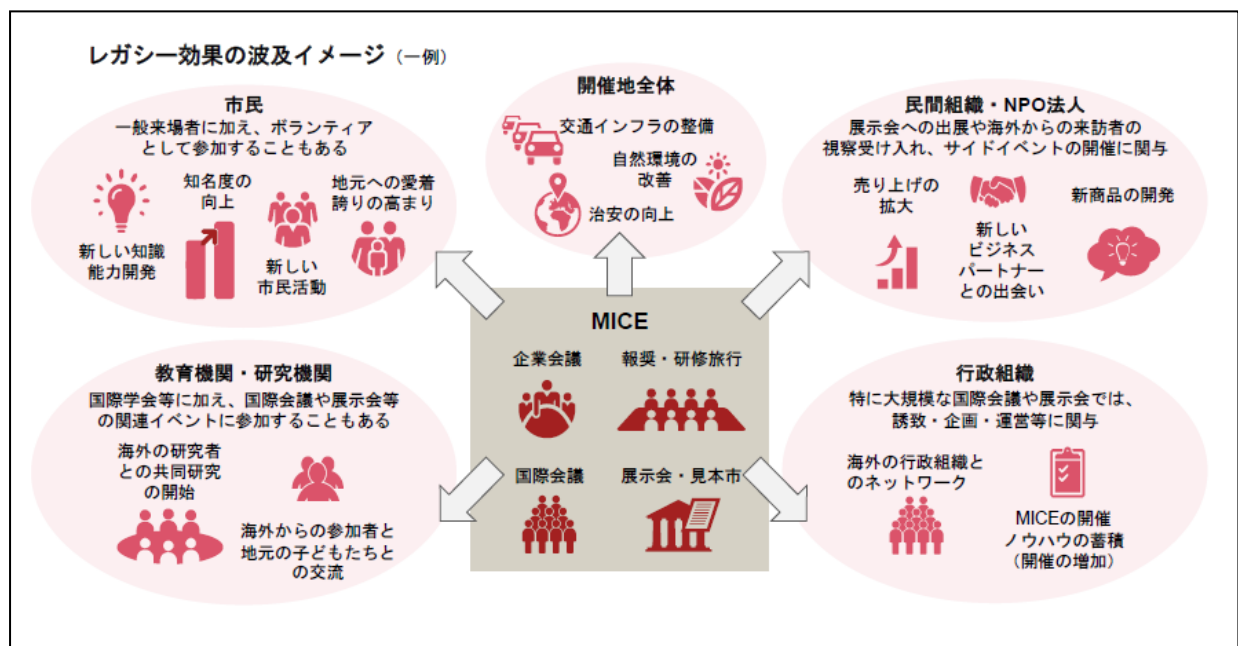 レガシー効果の波及イメージ（一例）
市民
一般来場者に加え、ボランティア
として参加することもある
知名度の
向上
地元への愛着
誇りの高まり
新しい知識
能力開発
新しい
市民活動
開催地全体
交通インフラの整備
自然環境の
改善
治安の向上
民間組織・NPO法人
展示会への出展や海外からの来訪者の
視察受け入れ、サイドイベントの開催に関与
売り上げの
拡大
新商品の開発
新しい
ビジネス
パートナー
との出会い
MICE
企業会議
報奨・研修旅行
国際会議
展示会・見本市
教育機関・研究機関
国際学会等に加え、国際会議や展示会等
の関連イベントに参加することもある
海外の研究者
との共同研究
の開始
海外からの参加者と
地元の子どもたちと
の交流
行政組織
特に大規模な国際会議や展示会では、
誘致・企画・運営等に関与
海外の行政組織と
のネットワーク
MICEの開催
ノウハウの蓄積
（開催の増加）